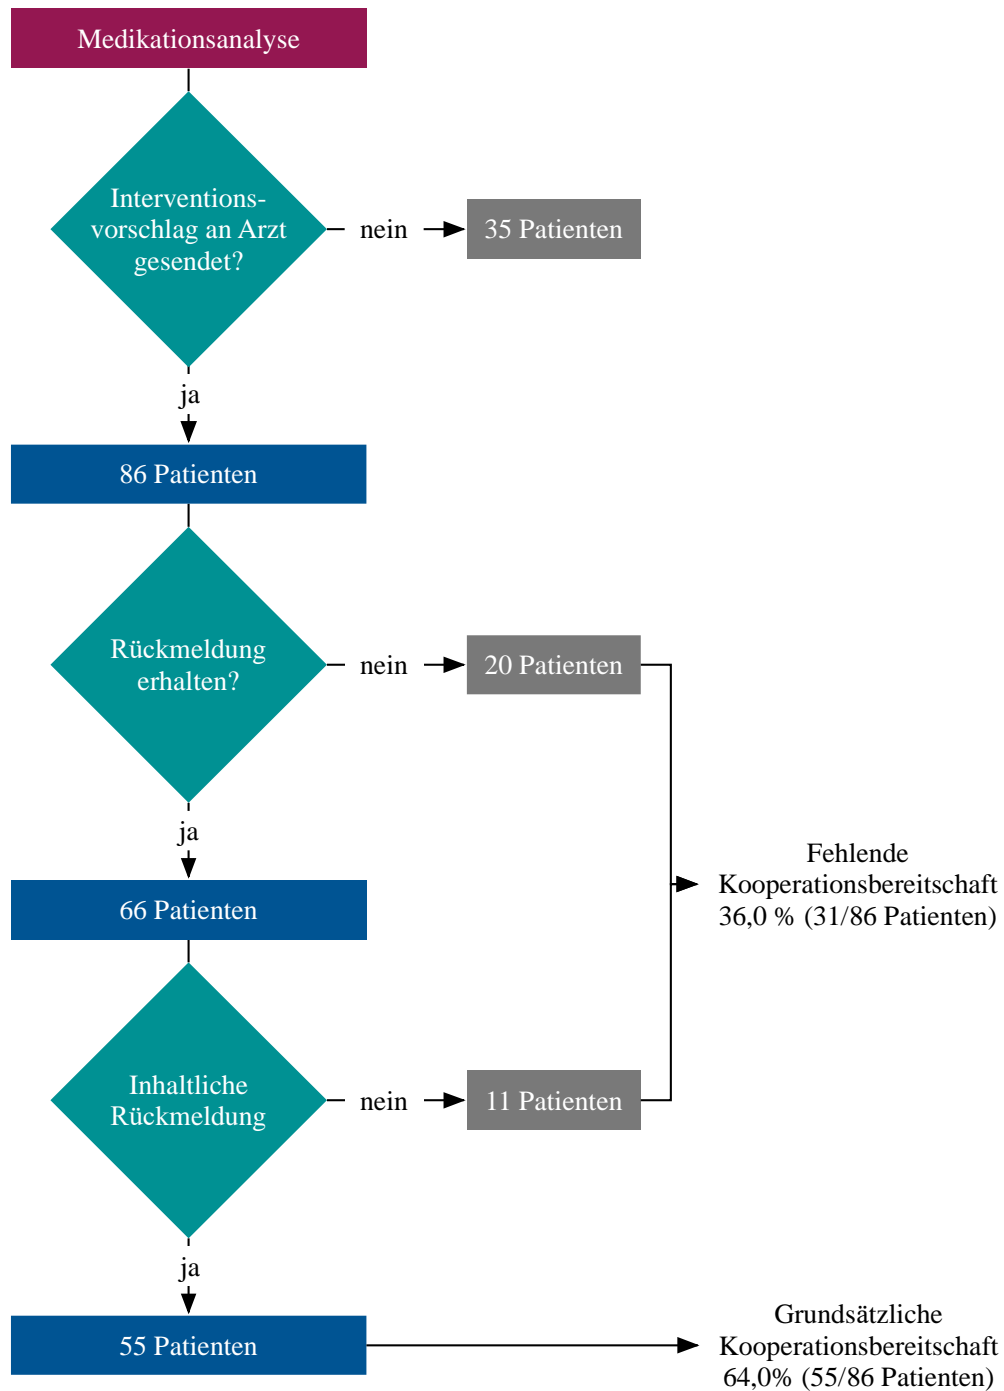 Medikationsanalyse
Interventions-
vorschlag an Arzt
gesendet?
nein
35 Patienten
ja
86 Patienten
Rückmeldung
erhalten?
nein
20 Patienten
ja
66 Patienten
Fehlende
Kooperationsbereitschaft
36,0 % (31/86 Patienten)
Inhaltliche
Rückmeldung
nein
11 Patienten
ja
55 Patienten
Grundsätzliche
Kooperationsbereitschaft
64,0% (55/86 Patienten)